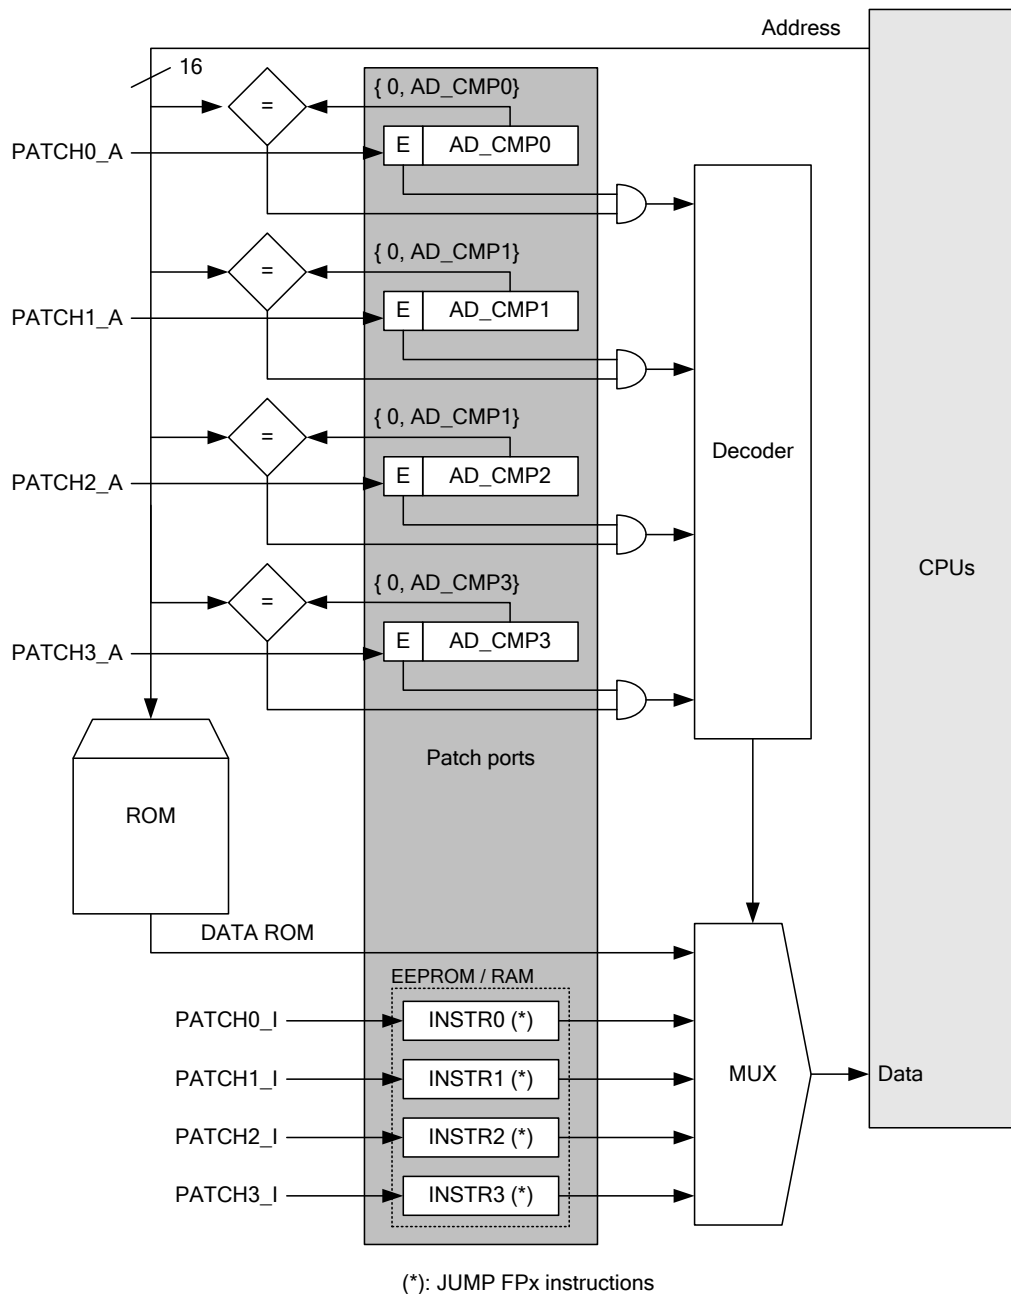 Address
16
{ 0, AD_CMP0}
=
PATCH0_A
E AD_CMP0
{ 0, AD_CMP1}
=
PATCH1_A
E AD_CMP1
{ 0, AD_CMP1}
=
PATCH2_A
E AD_CMP2
Decoder
CPUs
{ 0, AD_CMP3}
=
PATCH3_A
E AD_CMP3
Patch ports
ROM
DATA ROM
EEPROM / RAM
PATCH0_I
INSTR0 (*)
PATCH1_I
INSTR1 (*)
MUX
Data
PATCH2_I
INSTR2 (*)
PATCH3_I
INSTR3 (*)
(*): JUMP FPx instructions